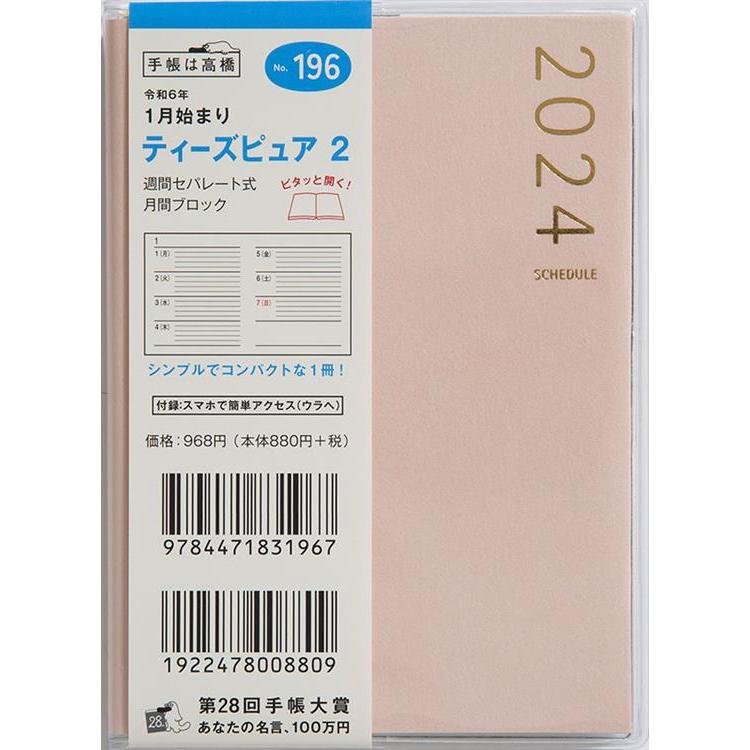 手帳は高橋
No. 196
令和6年
1月始まり
ティーズピュア 2
週間セパレート式
月間ブロック
ピタッと開く!
1
1(月)
2(火)
3(水)
4(木)
5(金)
6(土)
7(日)
シンプルでコンパクトな1冊!
付録:スマホで簡単アクセス(ウラへ)
価格:968円(本体880円+税)
9784471831967
1922478008809
28.
第28回手帳大賞
あなたの名言、100万円
2024
SCHEDULE